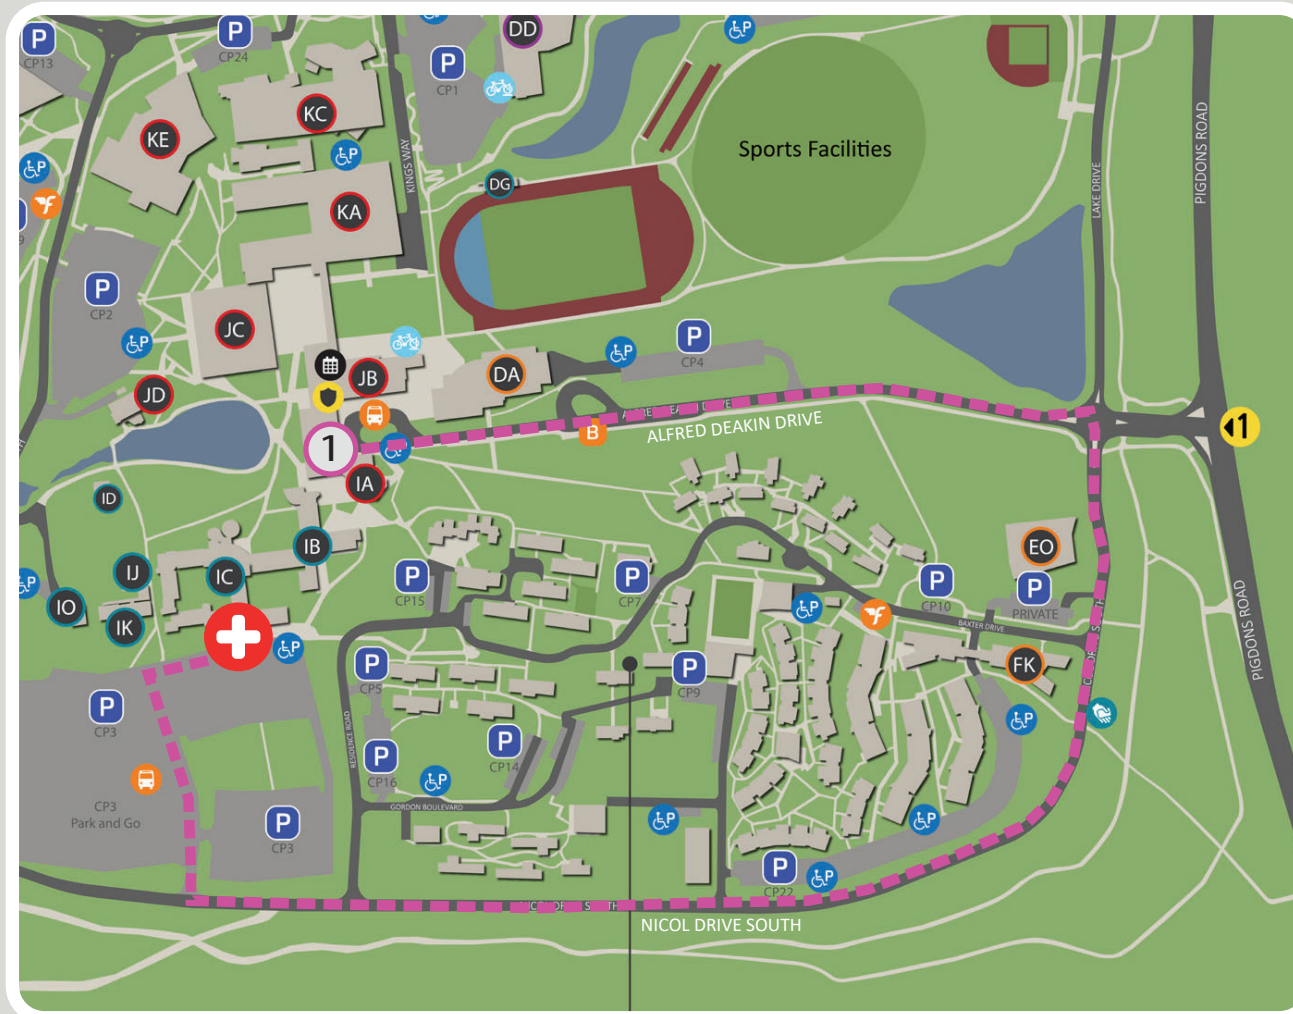 P
CP13
P
CP24
P
CP1
DD
KC
KE
KINGS WAY
Sports Facilities
LAKE DRIVE
PIGDONS ROAD
DG
KA
P
CP2
JC
P
CP4
JB
DA
JD
ALFRED DEAKIN DRIVE
B
1
1
IA
ID
IB
EO
IJ
IC
P
CP15
P
CP7
P
CP10
P
PRIVATE
IO
IK
BAXTER DRIVE
PIGDONS ROAD
P
CP5
P
CP9
FK
P
CP3
RESIDENCE ROAD
P
CP16
P
CP14
CP3
Park and Go
GORDON BOULEVARD
P
CP3
P
CP22
NICOL DRIVE SOUTH